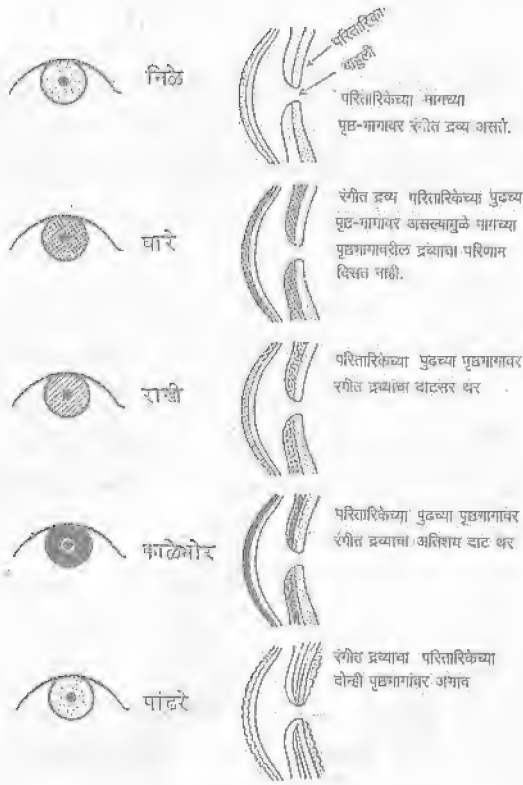 निळे
परितारिका
बाहुली
परितारिकेच्या मागच्या
पृष्ठ-भागावर रंगीत द्रव्य असते.
घारे
रंगीत द्रव्य परितारिकेच्या पुढच्या
पृष्ठ-भागावर असल्यामुळे मागच्या
पृष्ठभागावरील द्रव्याचा परिणाम
दिसत नाही.
राखी
परितारिकेच्या पुढच्या पृष्ठभागावर
रंगीत द्रव्याचा दाटसर थर
काळेभोर
परितारिकेच्या पुढच्या पृष्ठभागावर
रंगीत द्रव्याचा अतिशय दाट थर
पांढरे
रंगीत द्रव्याचा परितारिकेच्या
दोन्ही पृष्ठभागांवर अभाव